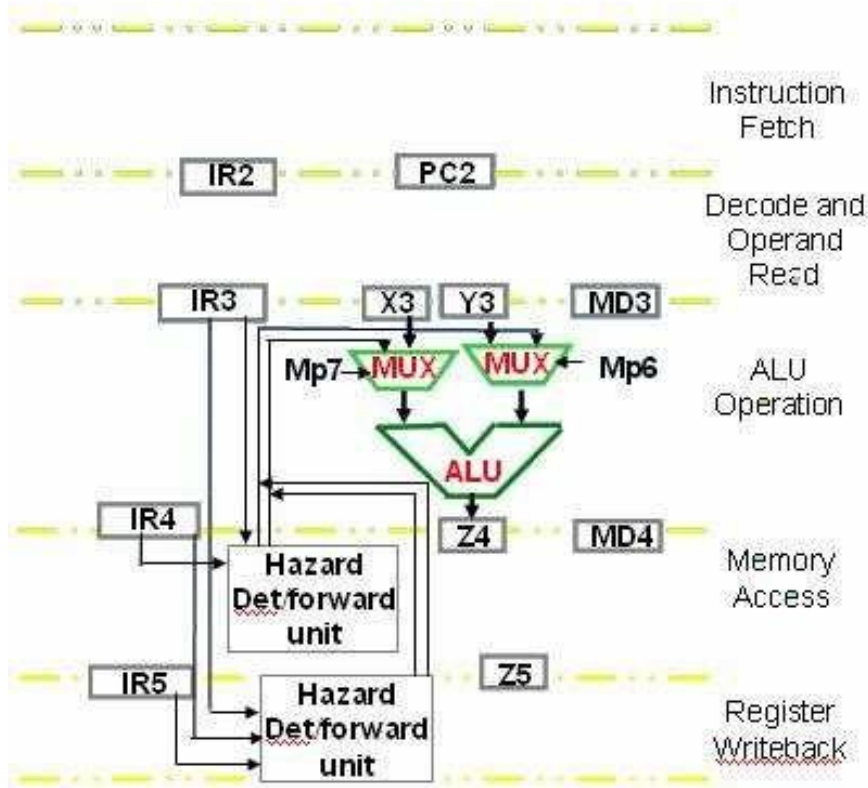 Instruction
Fetch
IR2
PC2
Decode and
Operand
Read
IR3
X3
Y3
MD3
Mp7
MUX
MUX
Mp6
ALU
Operation
ALU
IR4
Z4
MD4
Hazard
Det/forward
unit
Memory
Access
IR5
Z5
Hazard
Det/forward
unit
Register
Writeback